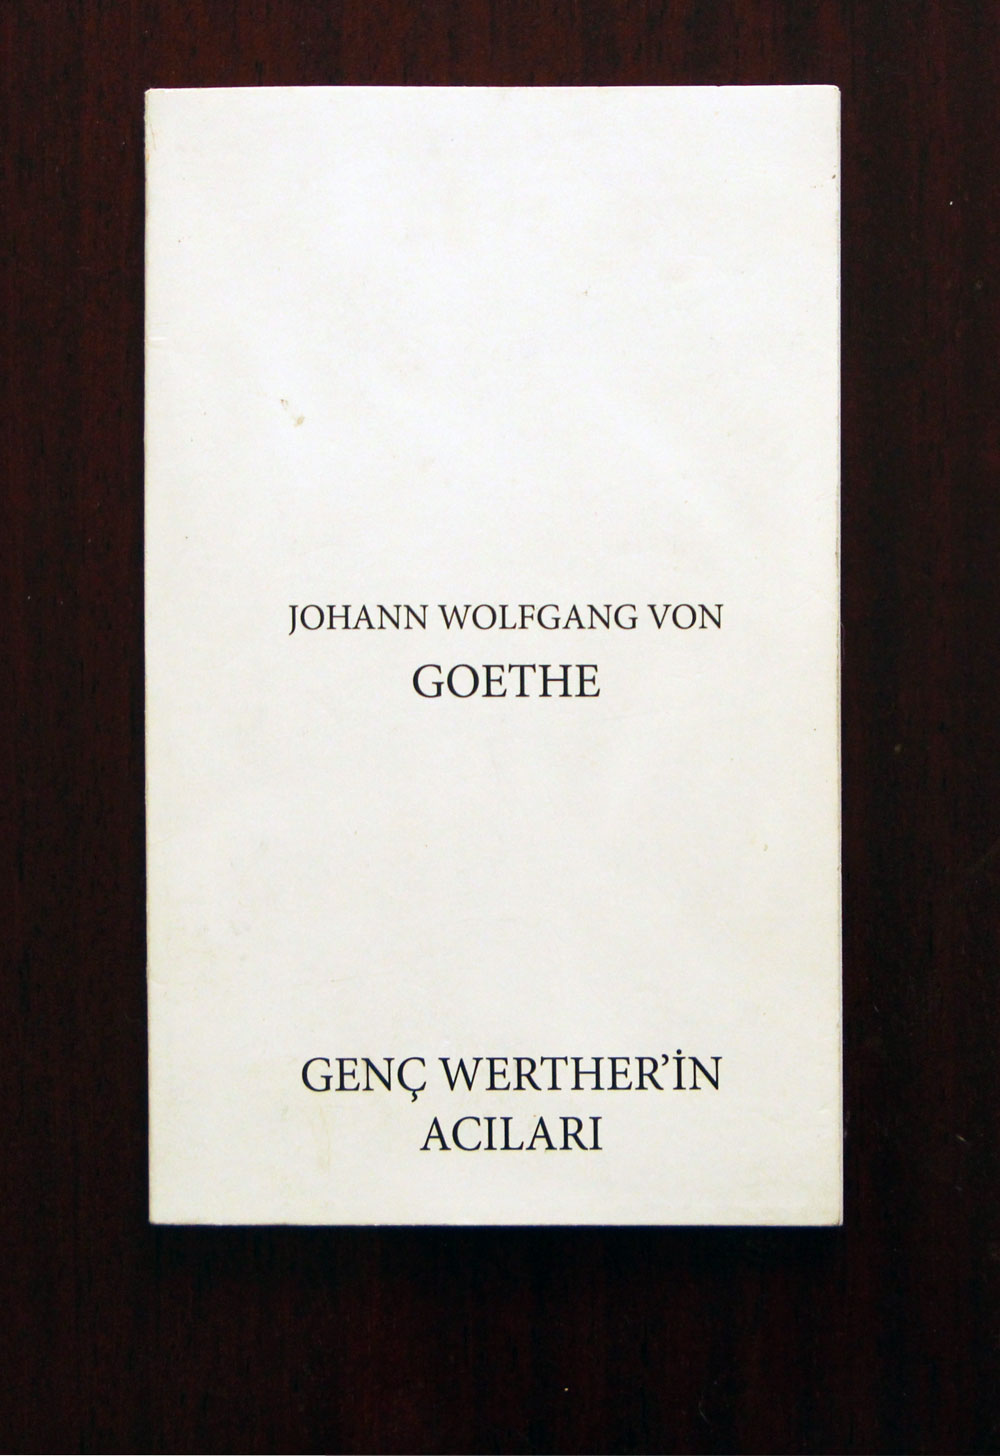 JOHANN WOLFGANG VON
GOETHE
GENÇ WERTHER’İN
ACILARI